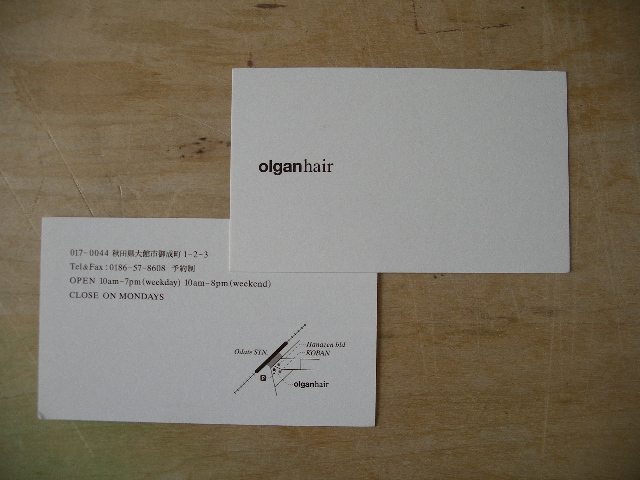 olganhair
017-0044 秋田縣大館市御成町 1-2-3
Tel&Fax : 0186-57-8608 予約制
OPEN 10am-7pm (weekday) 10am-8pm (weekend)
CLOSE ON MONDAYS
Hanazen bld
Odate STN.
KOBAN
P
olganhair